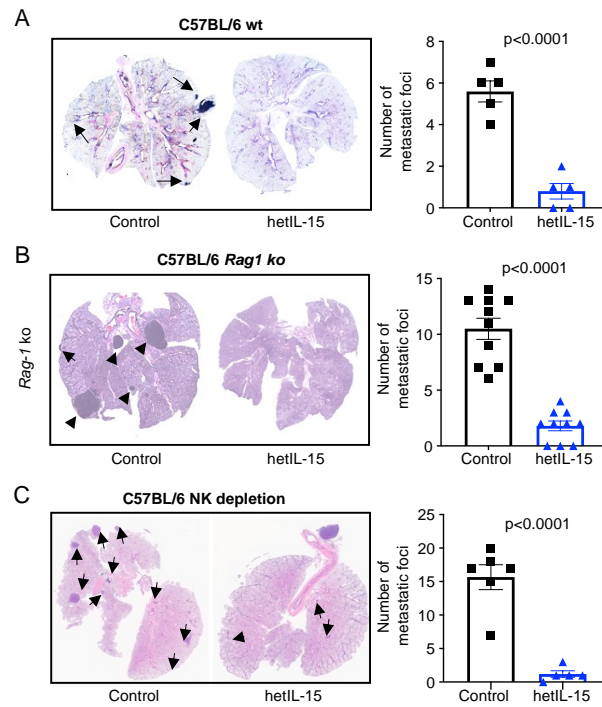 A
C57BL/6 wt
Control
hetIL-15
Number of
metastatic foci
8
6
4
2
0
p<0.0001
Control
hetIL-15
B
C57BL/6 Rag1 ko
Rag-1 ko
Control
hetIL-15
Number of
metastatic foci
15
10
5
0
p<0.0001
Control
hetIL-15
C
C57BL/6 NK depletion
Control
hetIL-15
Number of
metastatic foci
25
20
15
10
5
0
p<0.0001
Control
hetIL-15